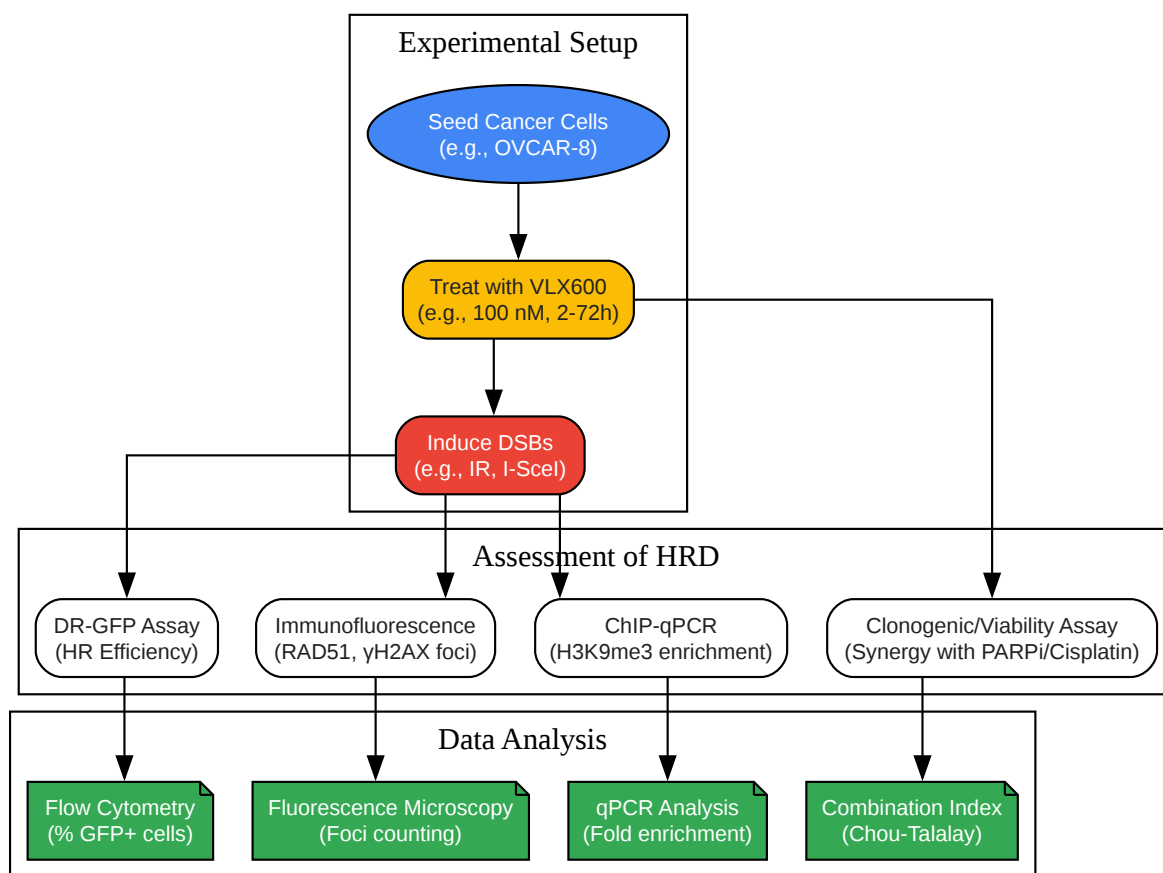 Experimental Setup
Seed Cancer Cells
(e.g., OVCAR-8)
Treat with VLX600
(e.g., 100 nM, 2-72h)
Induce DSBs
(e.g., IR, I-SceI)
Assessment of HRD
DR-GFP Assay
(HR Efficiency)
Immunofluorescence
(RAD51, γH2AX foci)
ChIP-qPCR
(H3K9me3 enrichment)
Clonogenic/Viability Assay
(Synergy with PARPi/Cisplatin)
Data Analysis
Flow Cytometry
(% GFP+ cells)
Fluorescence Microscopy
(Foci counting)
qPCR Analysis
(Fold enrichment)
Combination Index
(Chou-Talalay)